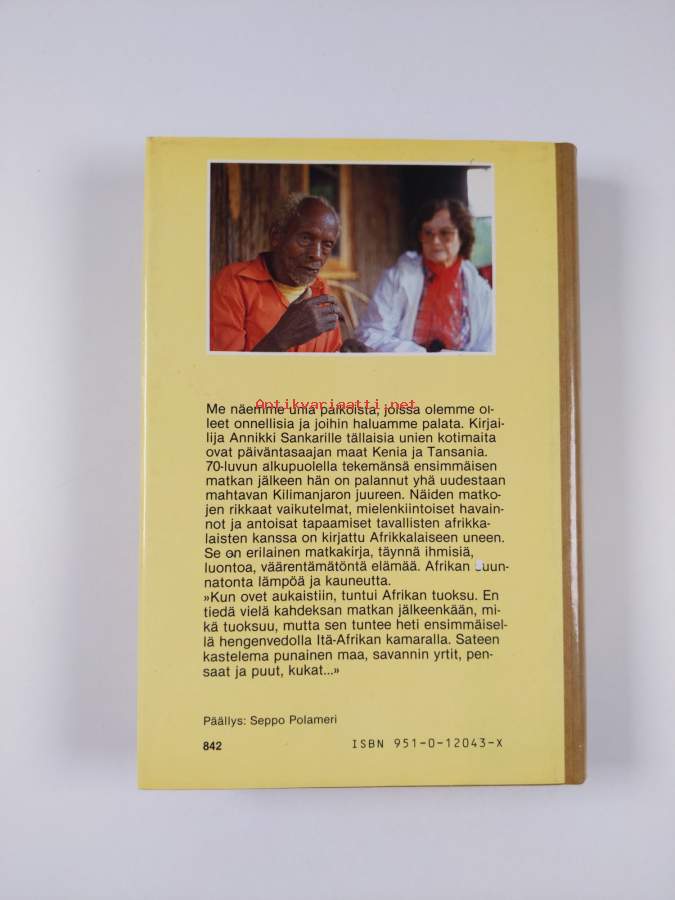 Antikvariaatti.net
Me näemme unia paikoista, joissa olemme ol-
leet onnellisia ja joihin haluamme palata. Kirjai-
lija Annikki Sankarille tällaisia unien kotimaita
ovat päiväntasaajan maat Kenia ja Tansania.
70-luvun alkupuolella tekemänsä ensimmäisen
matkan jälkeen hän on palannut yhä uudestaan
mahtavan Kilimanjaron juureen. Näiden matko-
jen rikkaat vaikutelmat, mielenkiintoiset havain-
not ja antoisat tapaamiset tavallisten afrikka-
laisten kanssa on kirjattu Afrikkalaiseen uneen.
Se on erilainen matkakirja, täynnä ihmisiä,
luontoa, väärentämätöntä elämää. Afrikan suun-
natonta lämpöä ja kauneutta.
»Kun ovet aukaistiin, tuntui Afrikan tuoksu. En
tiedä vielä kahdeksan matkan jälkeenkään, mi-
kä tuoksuu, mutta sen tuntee heti ensimmäisel-
lä hengenvedolla Itä-Afrikan kamaralla. Sateen
kastelema punainen maa, savannin yrtit, pen-
saat ja puut, kukat...»
Päällys: Seppo Polameri
842 ISBN 951-0-12043-X